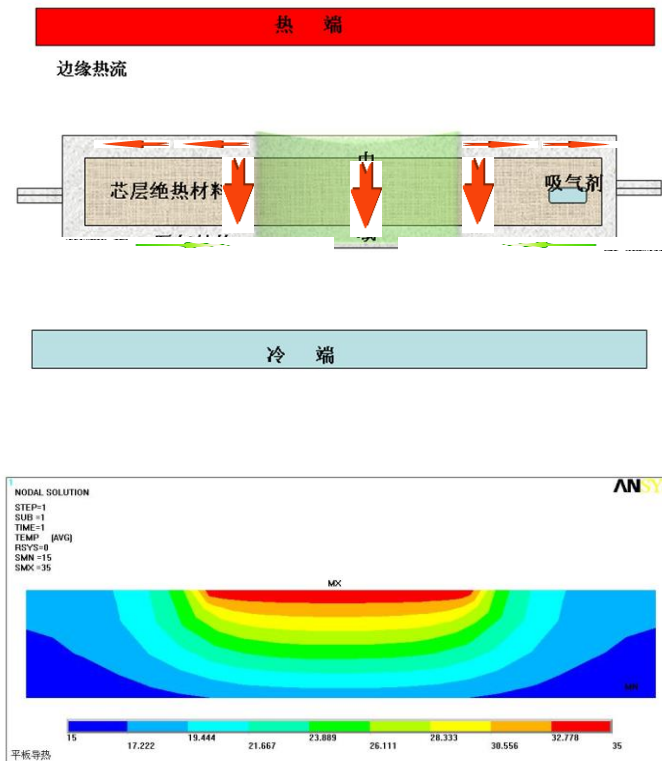 热 端
边缘热流
芯层绝热材料
吸气剂
冷 端
1
NODAL SOLUTION
STEP=1
SUB =1
TIME=1
TEMP (AVG)
RSYS=0
SMN =15
SMX =35
ANSY
MX
MN
15 17.222 19.444 21.667 23.889 26.111 28.333 30.556 32.778 35
平板导热